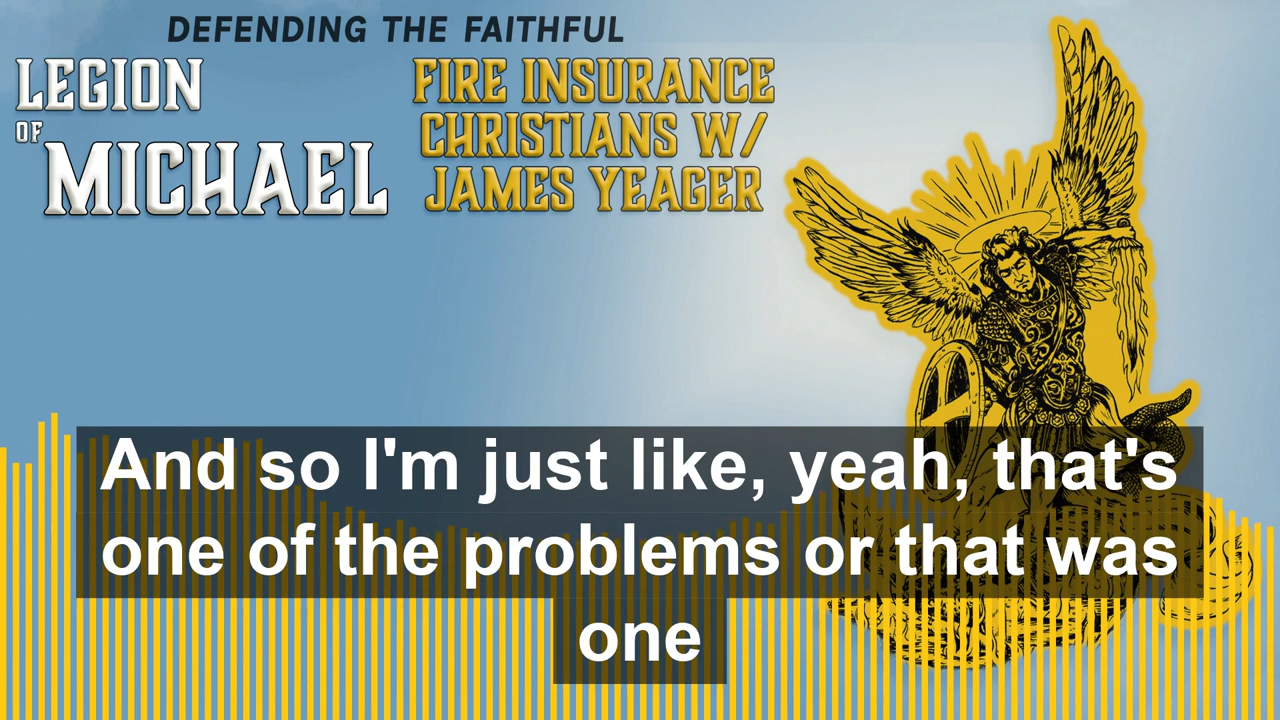 DEFENDING THE FAITHFUL
LEGION
OF
MICHAEL
FIRE INSURANCE
CHRISTIANS W/
JAMES YEAGER
And so I'm just like, yeah, that's
one of the problems or that was
one